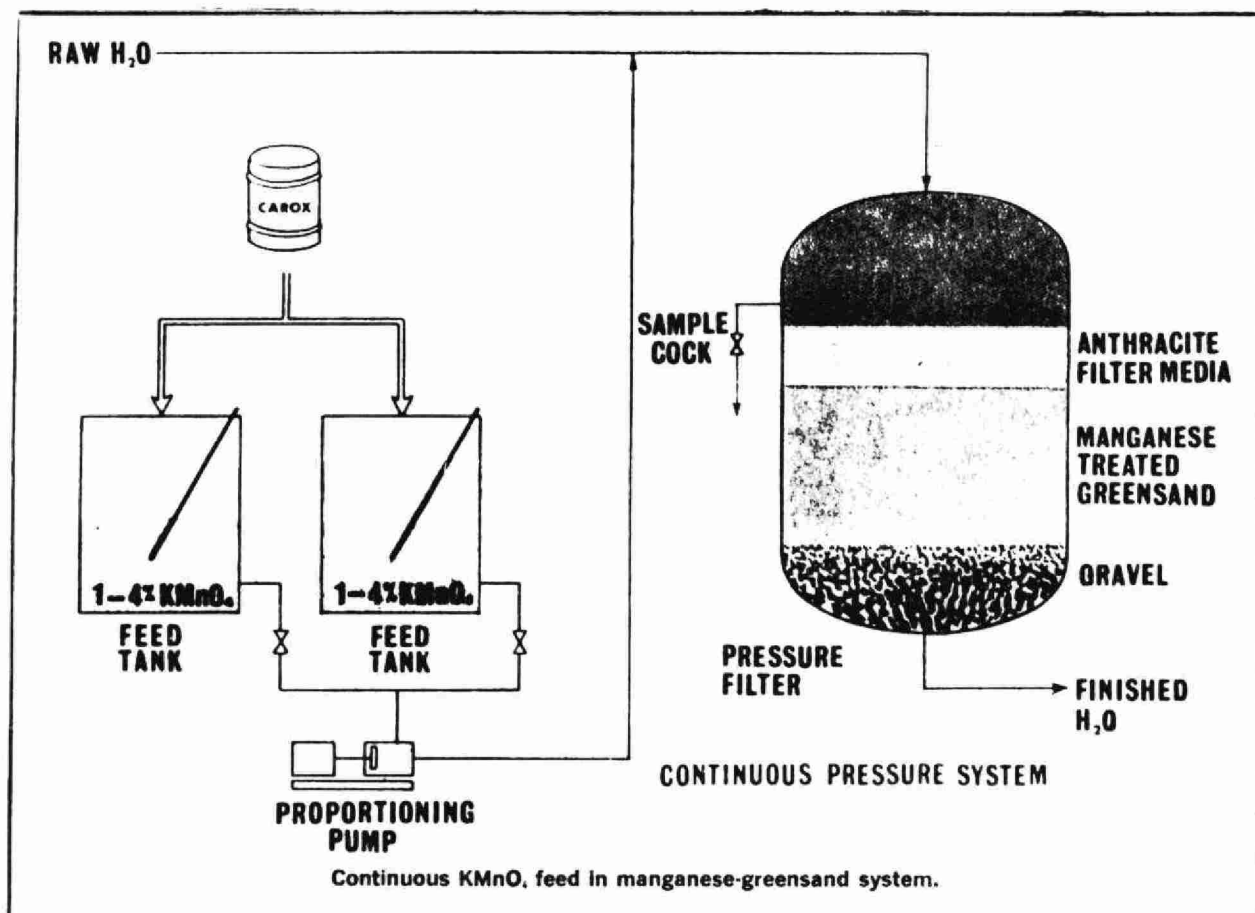 RAW H₂O
CAROX
SAMPLE
COCK
ANTHRACITE
FILTER MEDIA
MANGANESE
TREATED
GREENSAND
GRAVEL
1-4% KMnO₄
1-4% KMnO₄
FEED
TANK
FEED
TANK
PRESSURE
FILTER
FINISHED
H₂O
PROPORTIONING
PUMP
CONTINUOUS PRESSURE SYSTEM
Continuous KMnO₄ feed in manganese-greensand system.